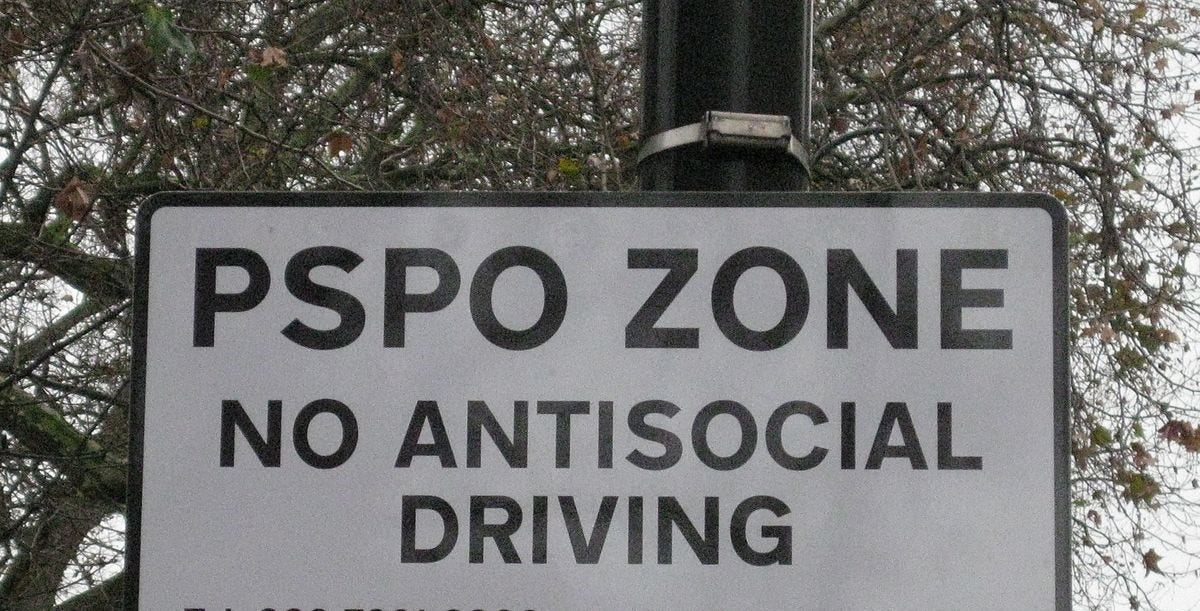 PSPO ZONE
NO ANTISOCIAL
DRIVING